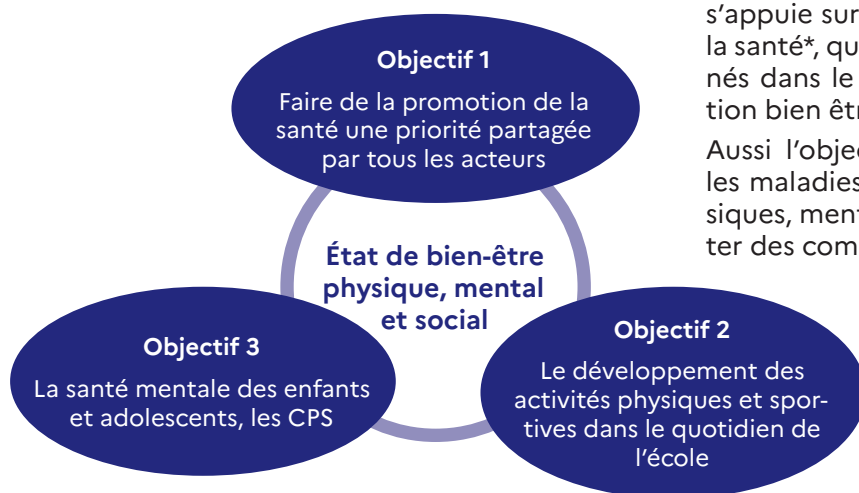 s’appuie sur
la santé*, qu
nés dans le
tion bien êtr
Aussi l’objec
les maladies
siques, ment
ter des com
Objectif 1
Faire de la promotion de la
santé une priorité partagée
par tous les acteurs
État de bien-être
physique, mental
et social
Objectif 3
La santé mentale des enfants
et adolescents, les CPS
Objectif 2
Le développement des
activités physiques et spor-
tives dans le quotidien de
l’école